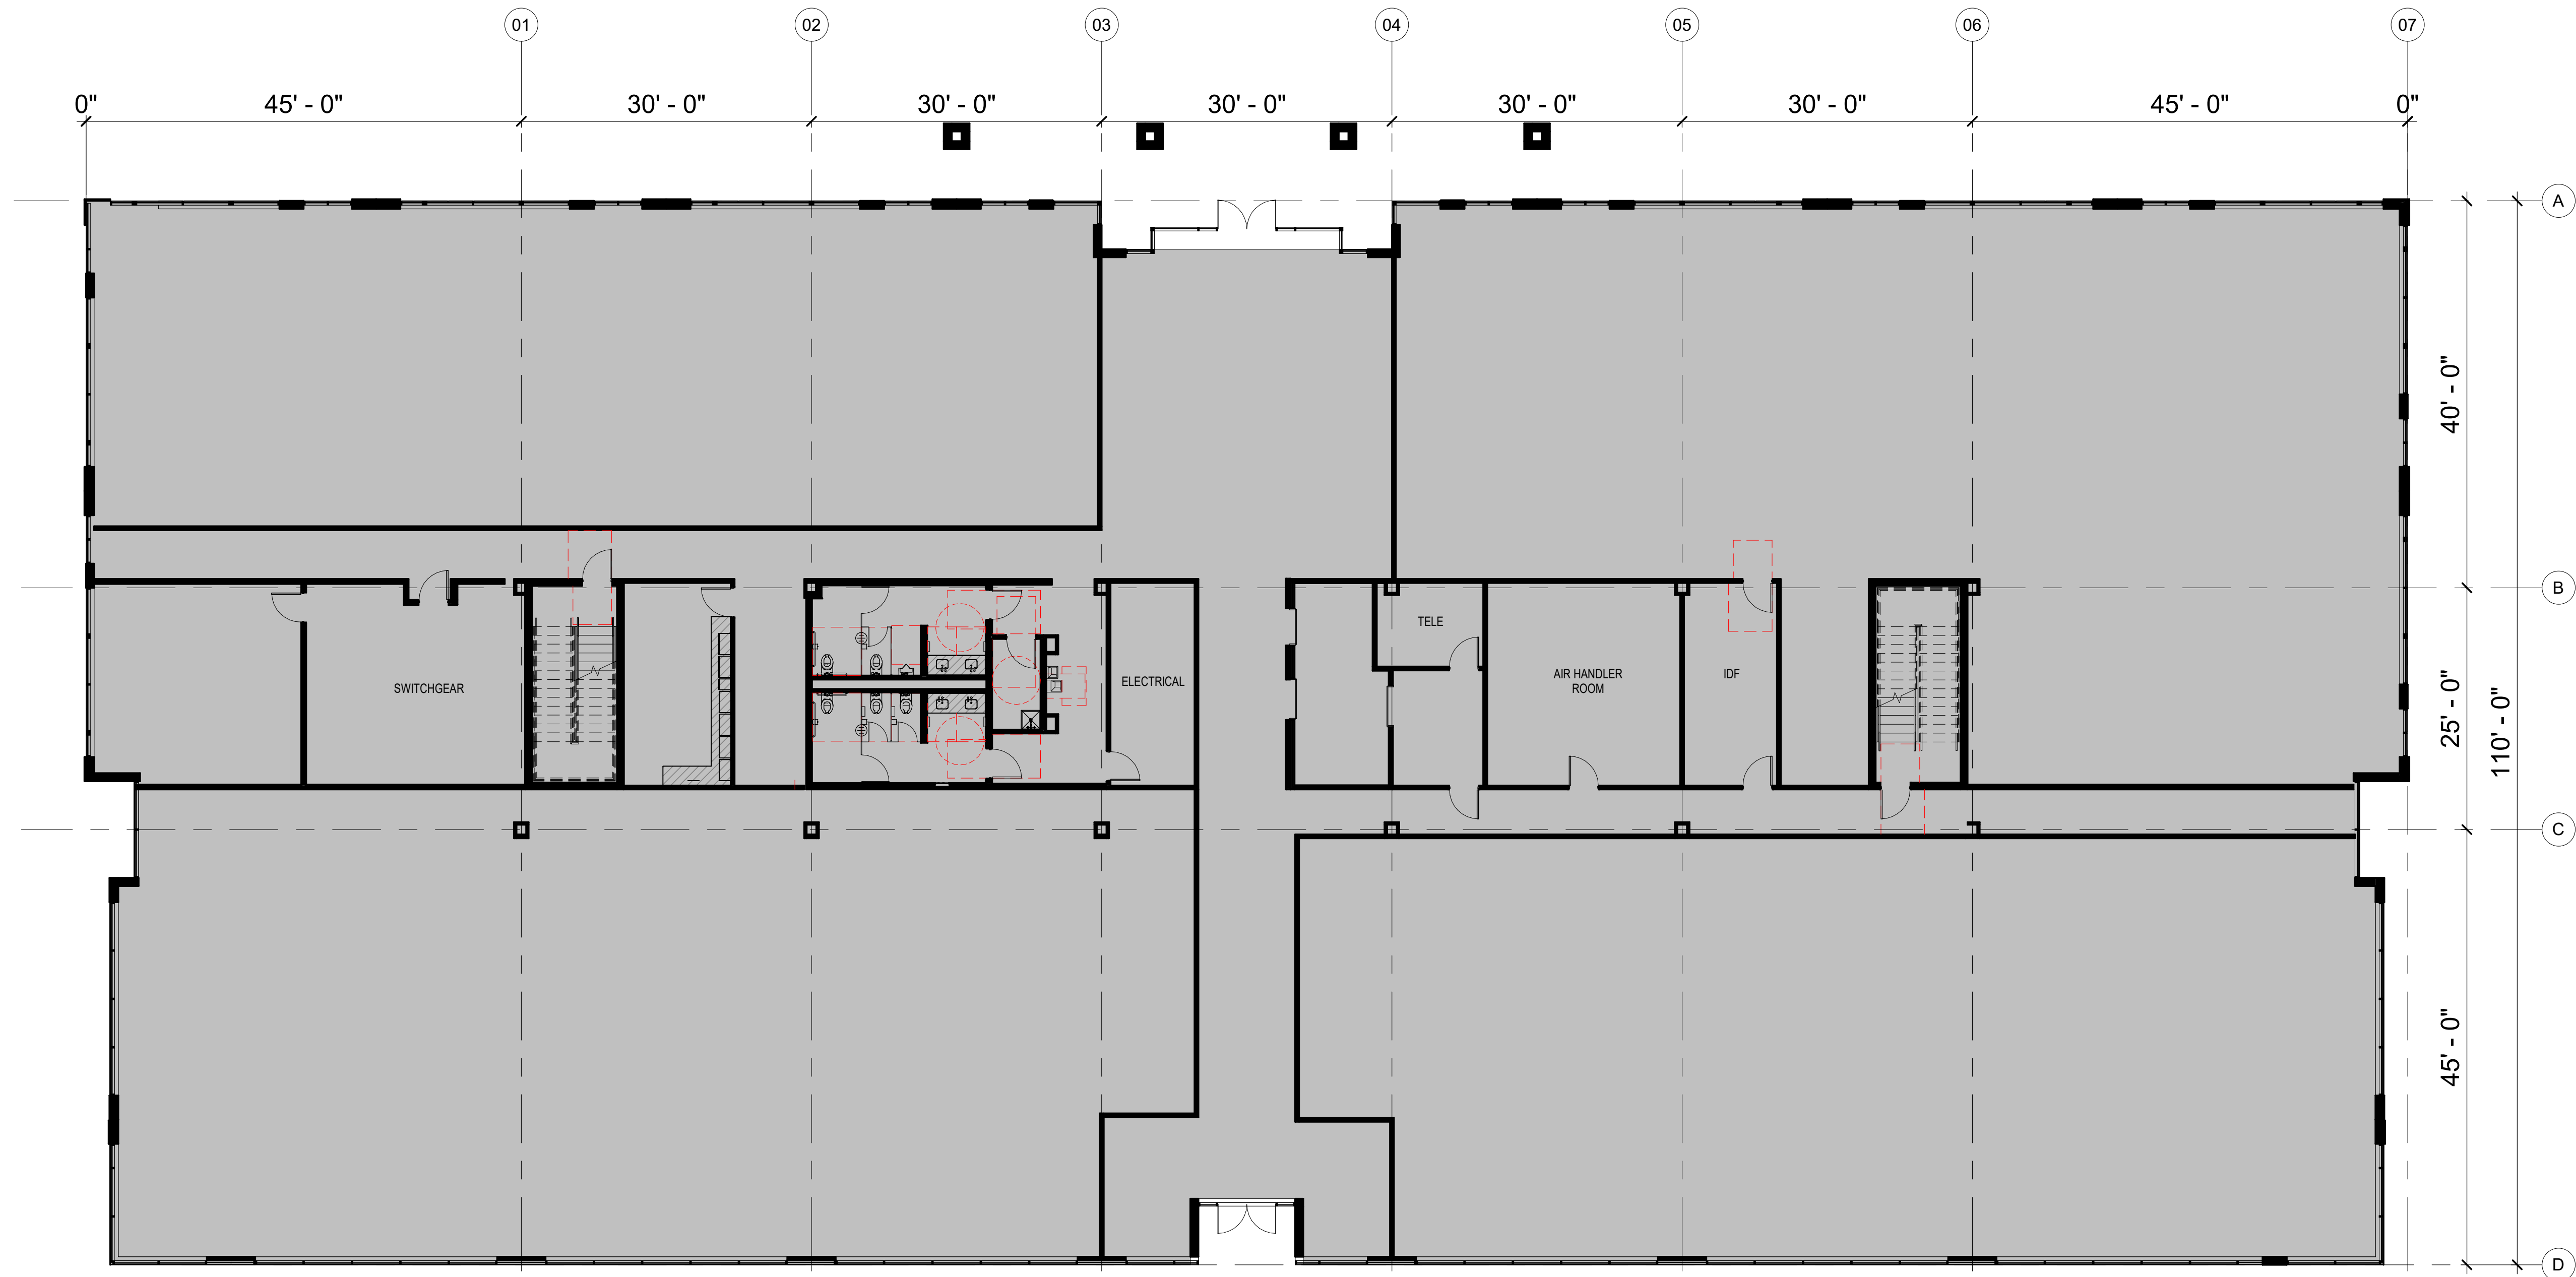 01 02 03 04 05 06 07
0" 45' - 0" 30' - 0" 30' - 0" 30' - 0" 30' - 0" 30' - 0" 45' - 0" 0"
A
40' - 0"
B
TELE
SWITCHGEAR
ELECTRICAL
AIR HANDLER
ROOM
IDF
25' - 0"
110' - 0"
C
45' - 0"
D